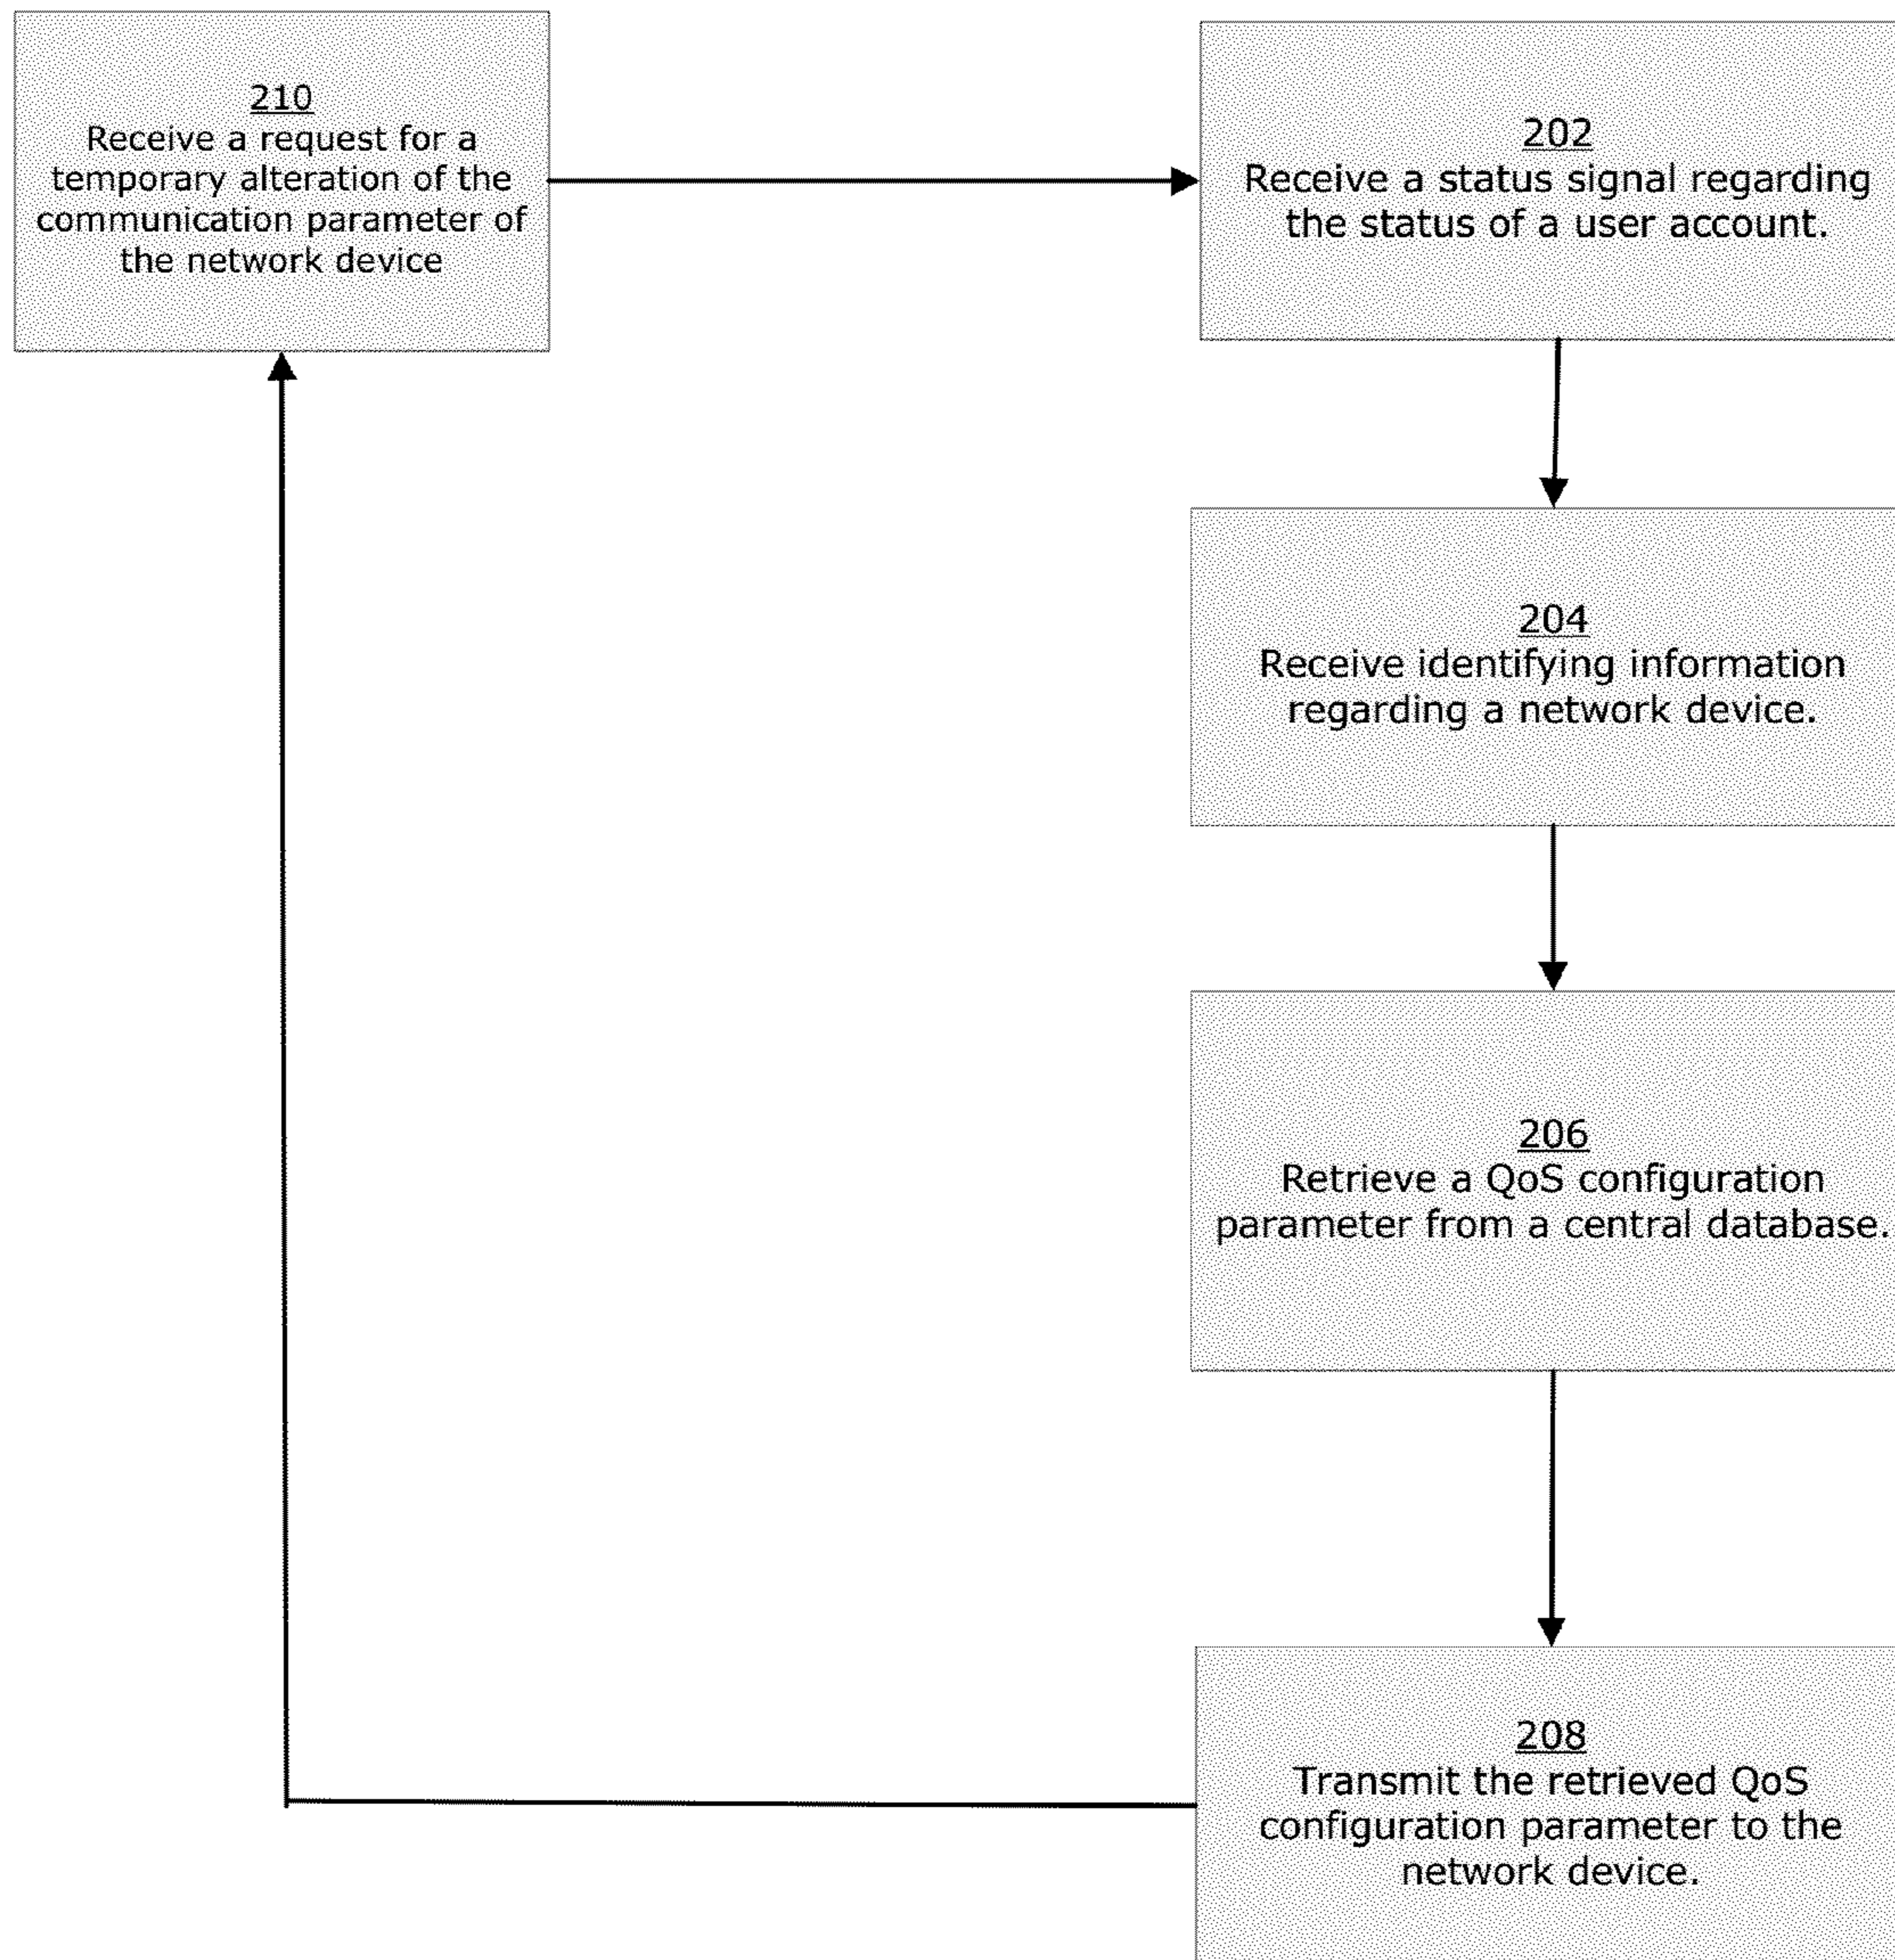 210
Receive a request for a
temporary alteration of the
communication parameter of
the network device
202
Receive a status signal regarding
the status of a user account.
204
Receive identifying information
regarding a network device.
206
Retrieve a QoS configuration
parameter from a central database.
208
Transmit the retrieved QoS
configuration parameter to the
network device.